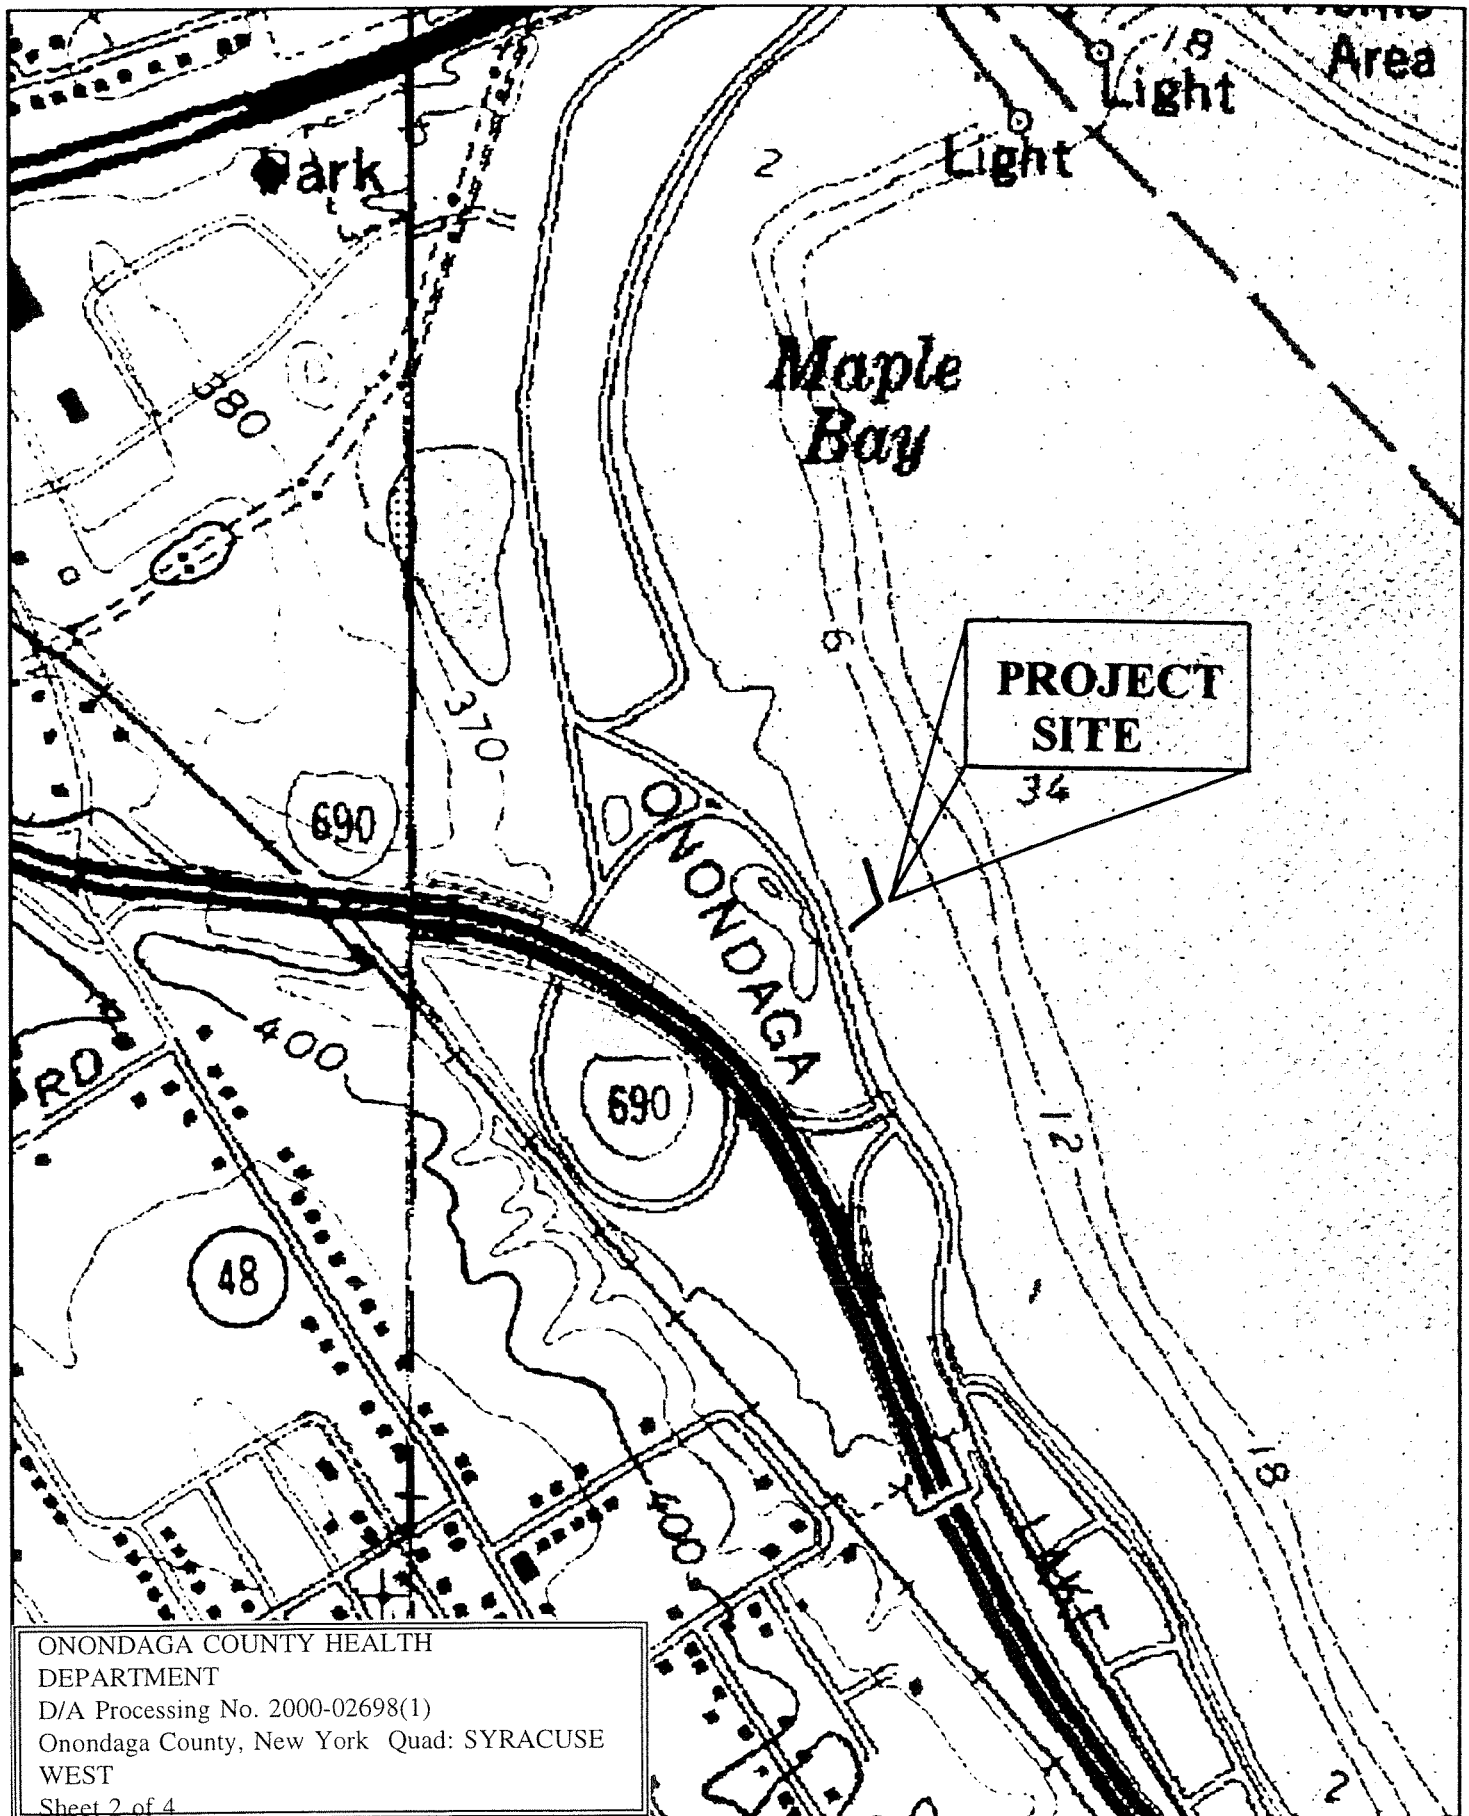 18
Area
Light
Light
2
Park
380
Maple
Bay
6
PROJECT
SITE
34
370
690
ONONDAGA
400
RD
690
12
48
18
400
LAKE
2
ONONDAGA COUNTY HEALTH
DEPARTMENT
D/A Processing No. 2000-02698(1)
Onondaga County, New York Quad: SYRACUSE
WEST
Sheet 2 of 4